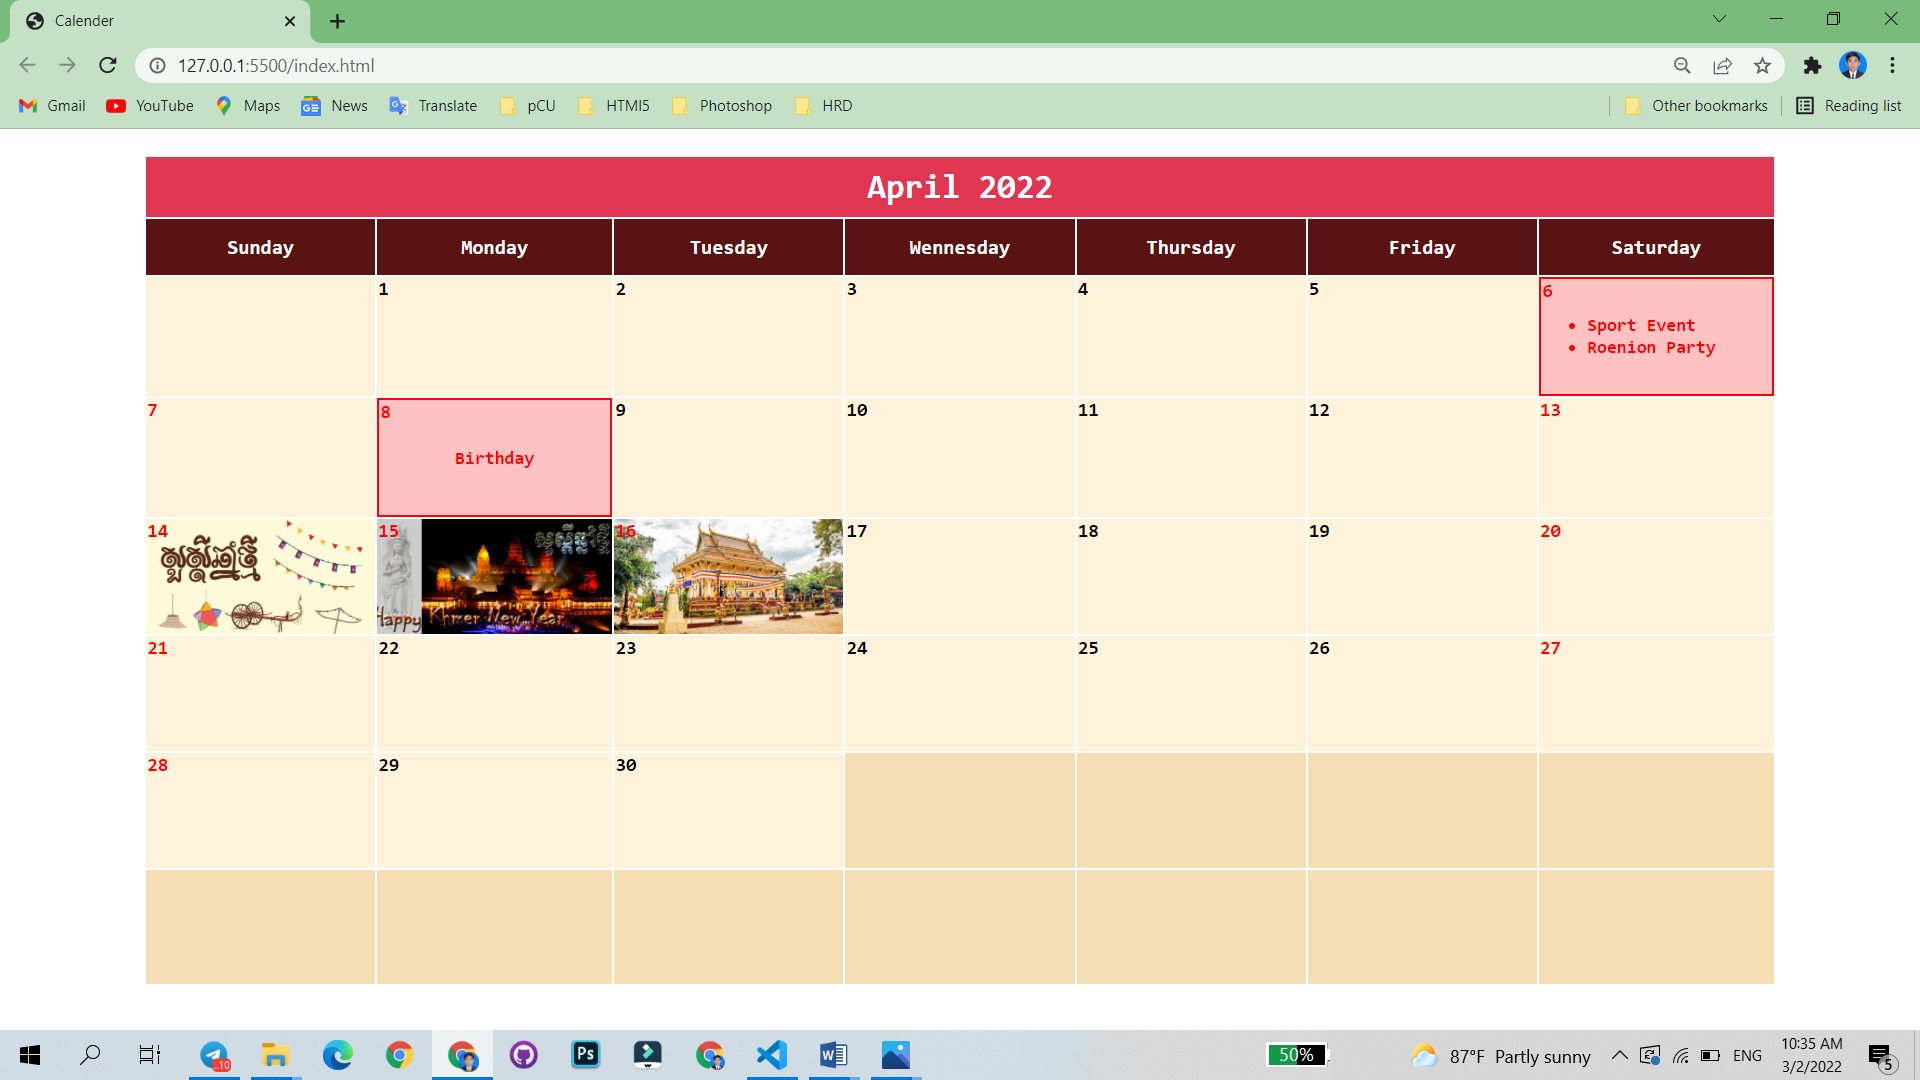 Calender
127.0.0.1:5500/index.html
Gmail YouTube Maps News Translate pCU HTMl5 Photoshop HRD Other bookmarks Reading list
April 2022
Sunday Monday Tuesday Wennesday Thursday Friday Saturday
1 2 3 4 5 6
• Sport Event
• Roenion Party
7 8 9 10 11 12 13
Birthday
14 15 16 17 18 19 20
សួស្តីឆ្នាំថ្មី
Happy Khmer New Year
21 22 23 24 25 26 27
28 29 30
10 Ps W 50% 87°F Partly sunny ENG 10:35 AM
3/2/2022 5